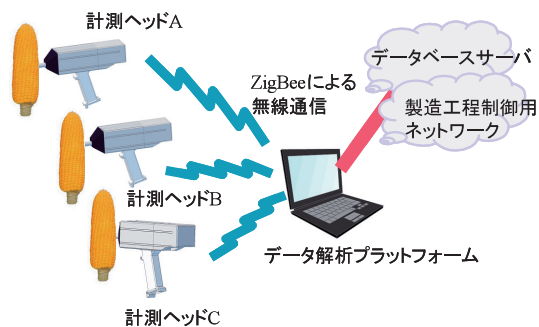 計測ヘッドA
ZigBeeによる
無線通信
データベースサーバ
製造工程制御用
ネットワーク
計測ヘッドB
データ解析プラットフォーム
計測ヘッドC